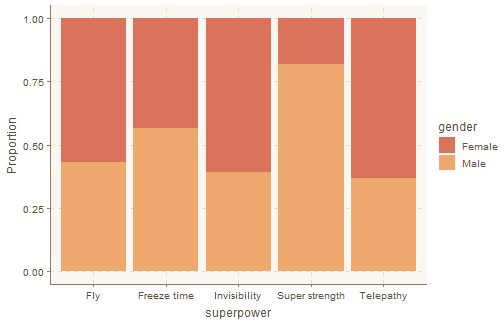 1.00
0.75
0.50
0.25
0.00
Proportion
Fly Freeze time Invisibility Super strength Telepathy
superpower
gender
Female
Male